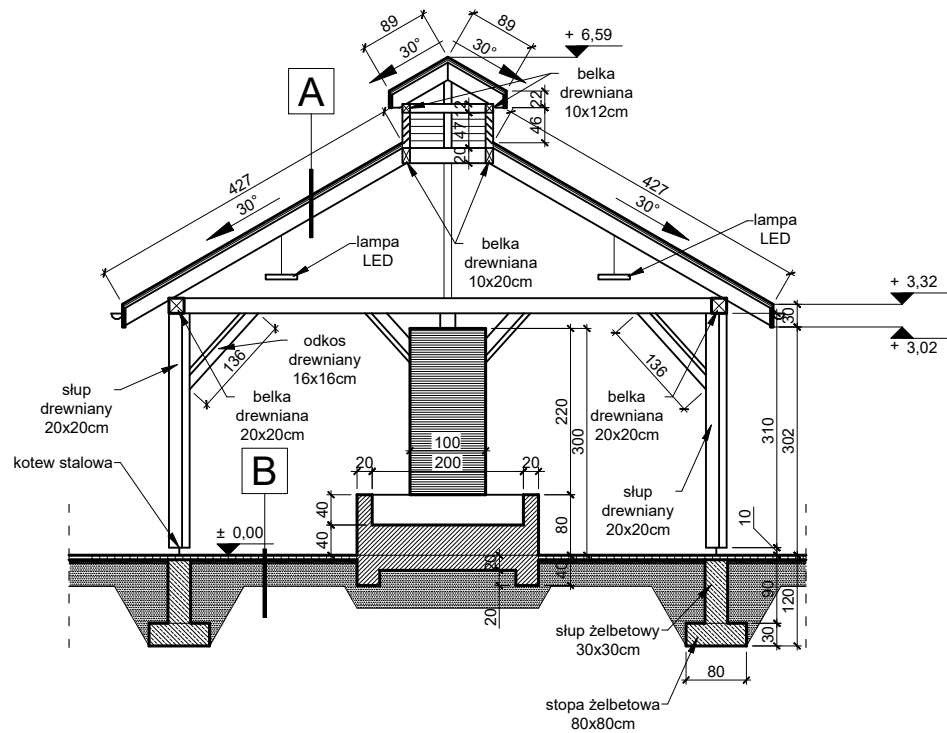 89
89
30°
30°
+ 6,59
A
belka
drewniana
10x12cm
12
22
47
46
20
427
427
30°
30°
lampa
LED
belka
drewniana
10x20cm
lampa
LED
+ 3,32
30
+ 3,02
136
odkos
drewniany
16x16cm
136
słup
drewniany
20x20cm
belka
drewniana
20x20cm
belka
drewniana
20x20cm
220
300
310
302
100
200
20
20
kotew stalowa
B
słup
drewniany
20x20cm
40
40
80
10
± 0,00
20
40
20
90
120
30
słup żelbetowy
30x30cm
80
stopa żelbetowa
80x80cm